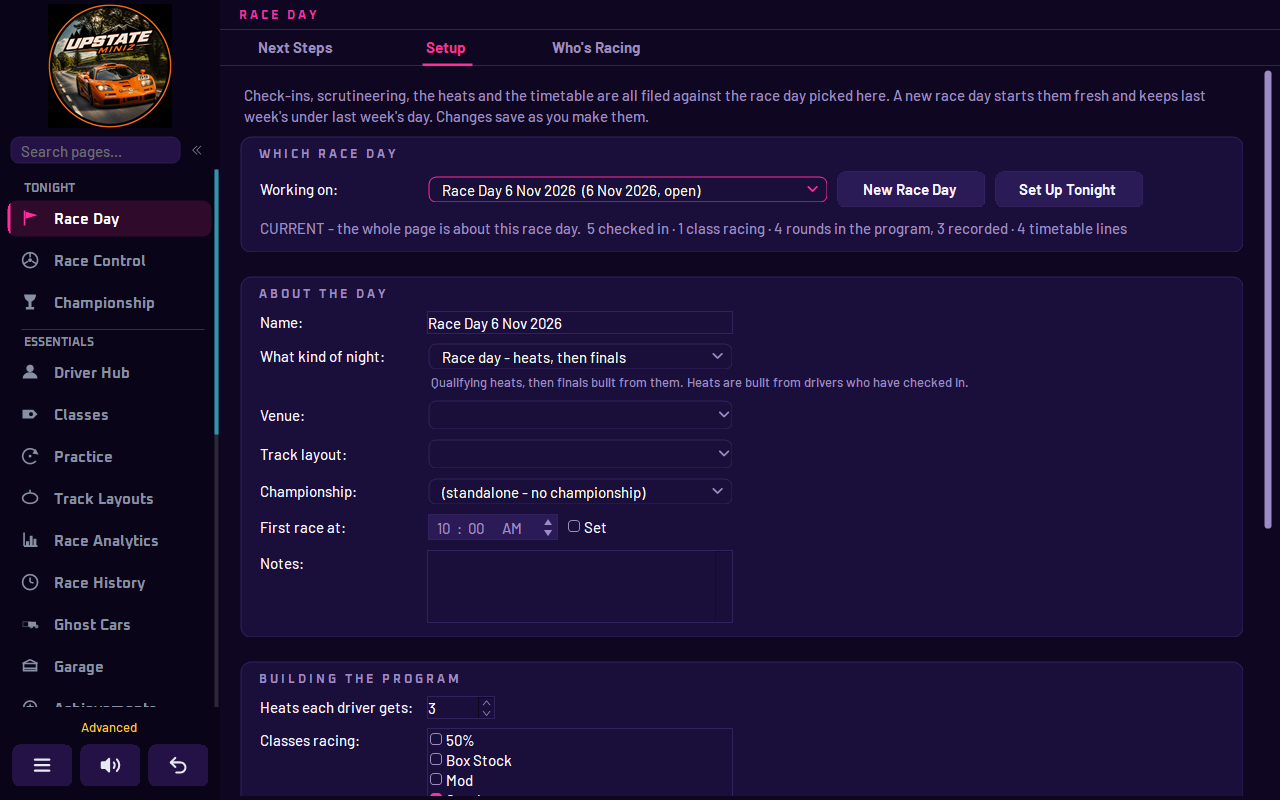 UPSTATE
MINIZ
Search pages...
TONIGHT
Race Day
Race Control
Championship
ESSENTIALS
Driver Hub
Classes
Practice
Track Layouts
Race Analytics
Race History
Ghost Cars
Garage
Achievements
Advanced
RACE DAY
Next Steps
Setup
Who's Racing
Check-ins, scrutineering, the heats and the timetable are all filed against the race day picked here. A new race day starts them fresh and keeps last
week's under last week's day. Changes save as you make them.
WHICH RACE DAY
Working on:
Race Day 6 Nov 2026 (6 Nov 2026, open)
New Race Day
Set Up Tonight
CURRENT - the whole page is about this race day. 5 checked in · 1 class racing · 4 rounds in the program, 3 recorded · 4 timetable lines
ABOUT THE DAY
Name:
Race Day 6 Nov 2026
What kind of night:
Race day - heats, then finals
Qualifying heats, then finals built from them. Heats are built from drivers who have checked in.
Venue:
Track layout:
Championship:
(standalone - no championship)
First race at:
10 : 00 AM
Set
Notes:
BUILDING THE PROGRAM
Heats each driver gets:
3
Classes racing:
50%
Box Stock
Mod